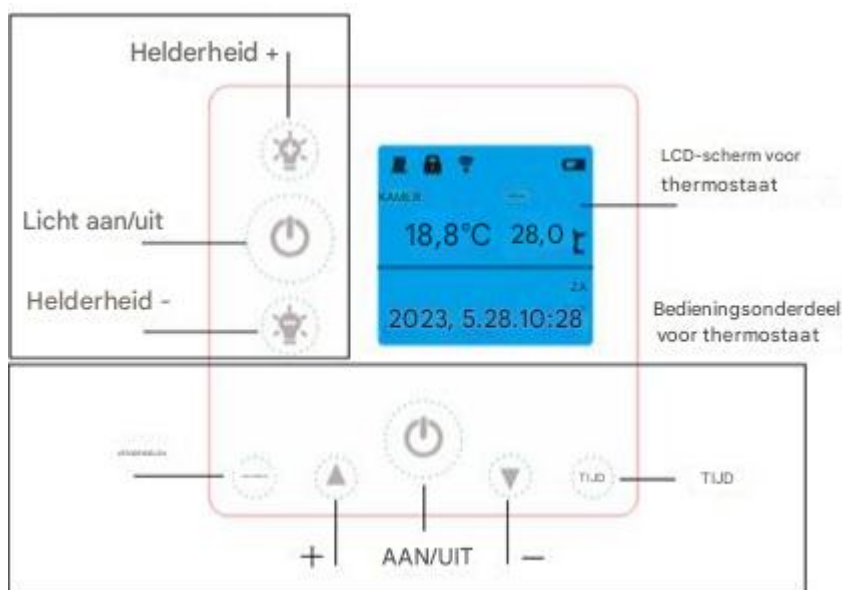 Helderheid +
Licht aan/uit
Helderheid -
KAMER
18,8°C 28,0
ZA
2023, 5.28.10:28
LCD-scherm voor
thermostaat
Bedieningsonderdeel
voor thermostaat
TIJD
TIJD
+ AAN/UIT -